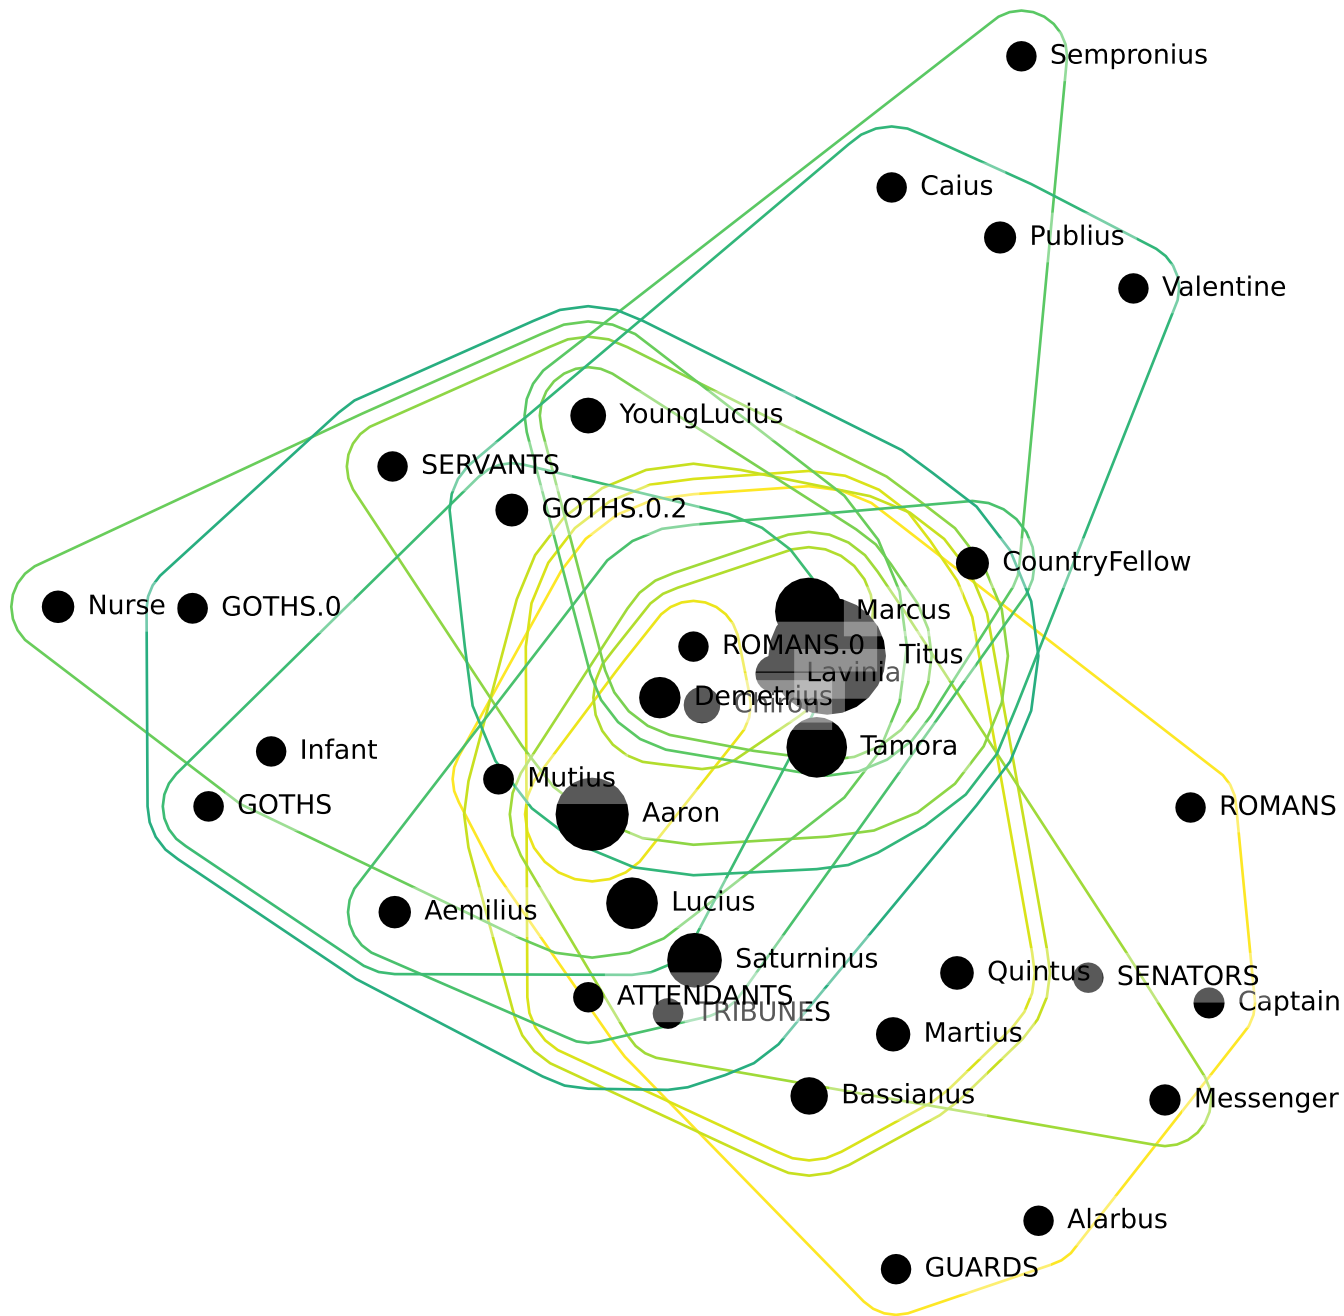 Sempronius
Caius
Publius
Valentine
YoungLucius
SERVANTS
GOTHS.0.2
CountryFellow
Nurse
GOTHS.0
Marcus
ROMANS.0
Titus
Lavinia
Demetrius
Chiron
Tamora
Infant
Mutius
GOTHS
Aaron
ROMANS
Lucius
Aemilius
Saturninus
Quintus
SENATORS
ATTENDANTS
Captain
TRIBUNES
Martius
Bassianus
Messenger
Alarbus
GUARDS